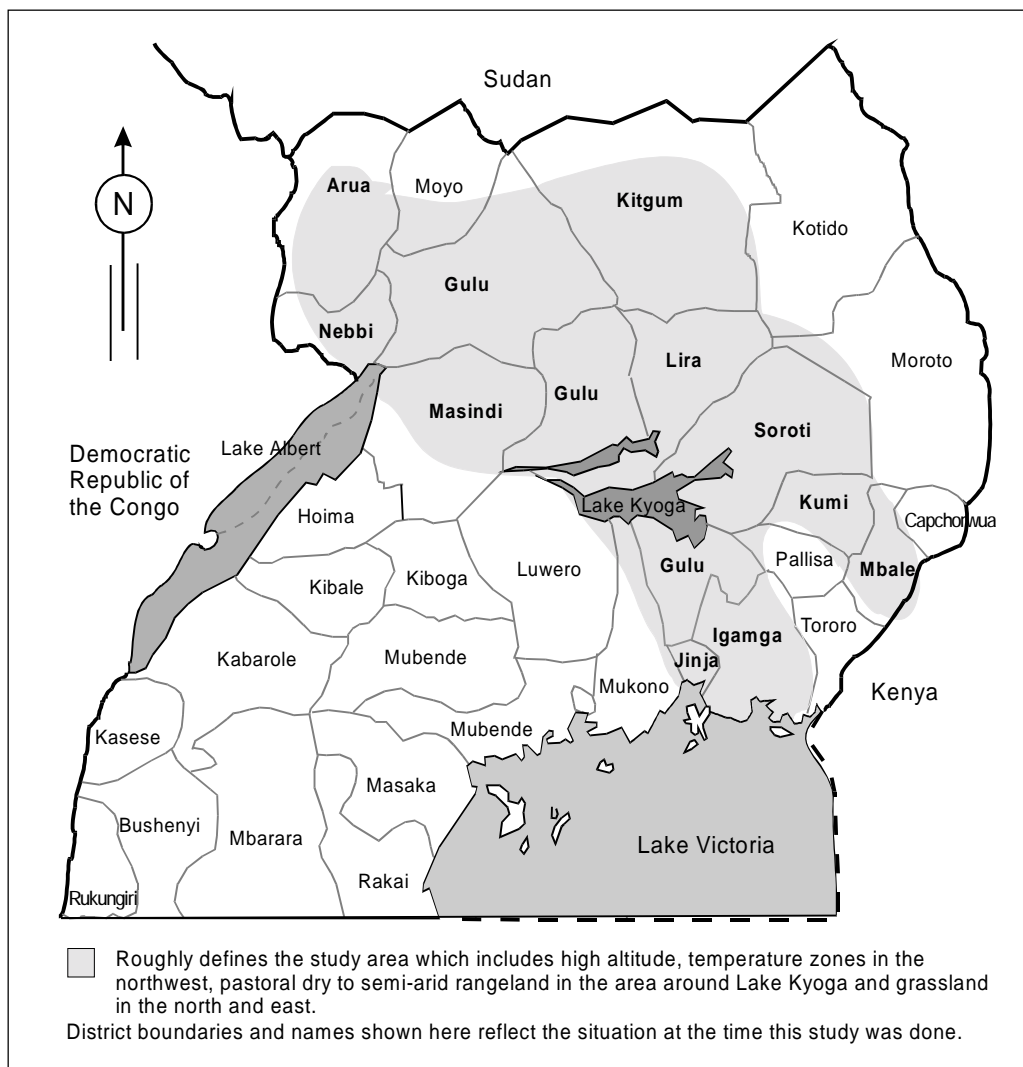 Sudan
Arua
Moyo
Kitgum
N
Kotido
Gulu
Nebbi
Lira
Moroto
Masindi
Gulu
Soroti
Democratic
Republic of
the Congo
Lake Albert
Kumi
Lake Kyoga
Hoima
Capchorwua
Pallisa
Luwero
Gulu
Mbale
Kibale
Kiboga
Tororo
Igamga
Kabarole
Mubende
Jinja
Mukono
Kenya
Kasese
Mubende
Masaka
Bushenyi
Mbarara
Lake Victoria
Rakai
Rukungiri
Roughly defines the study area which includes high altitude, temperature zones in the
northwest, pastoral dry to semi-arid rangeland in the area around Lake Kyoga and grassland
in the north and east.
District boundaries and names shown here reflect the situation at the time this study was done.